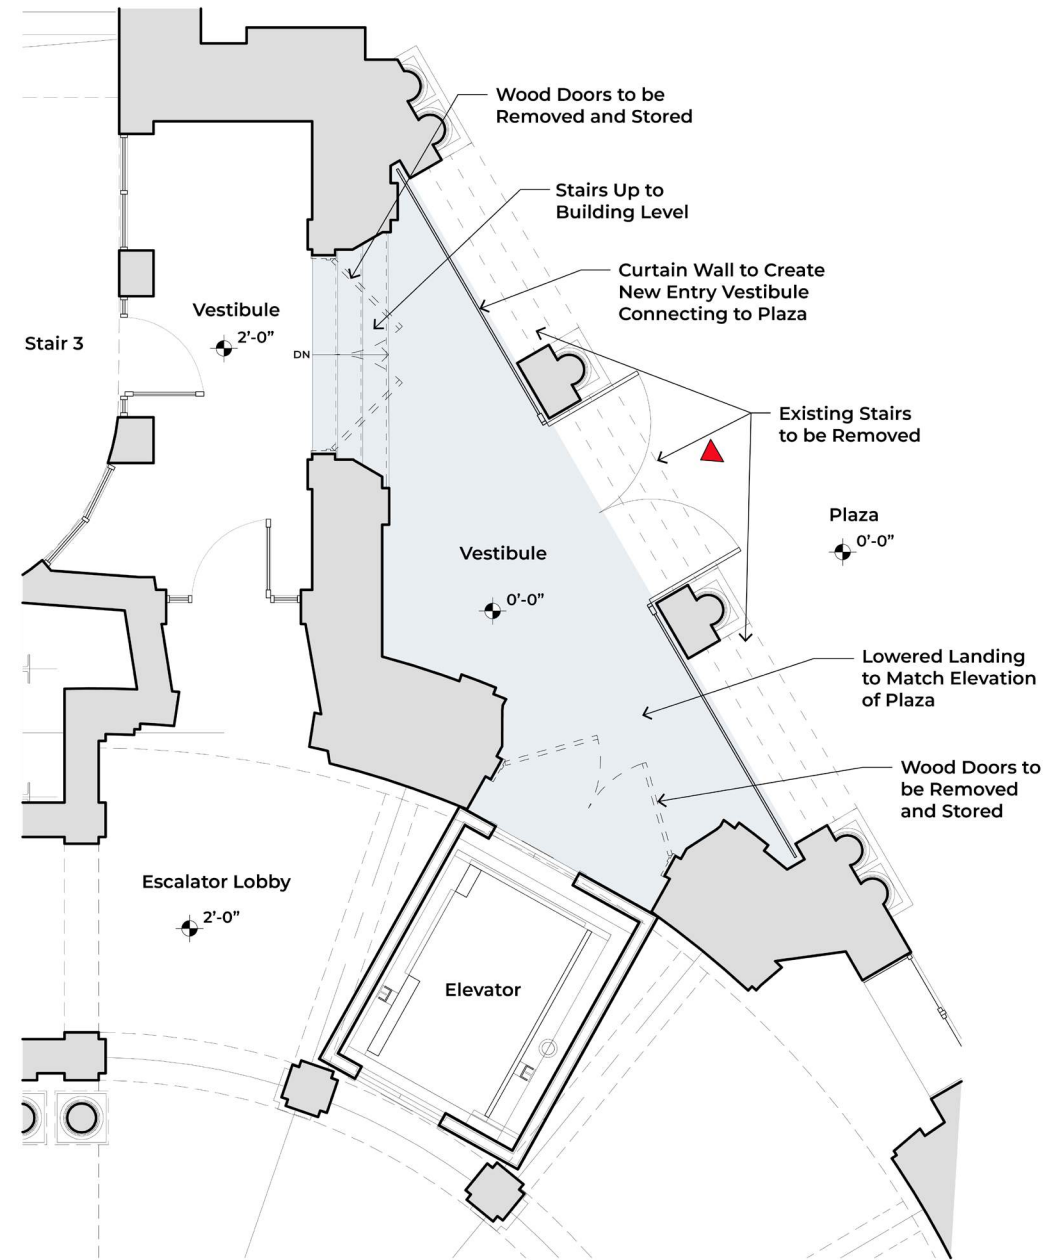 Wood Doors to be
Removed and Stored
Stairs Up to
Building Level
Curtain Wall to Create
New Entry Vestibule
Connecting to Plaza
Vestibule
2’-0”
Stair 3
DN
Existing Stairs
to be Removed
Plaza
0’-0”
Vestibule
0’-0”
Lowered Landing
to Match Elevation
of Plaza
Wood Doors to
be Removed
and Stored
Escalator Lobby
2’-0”
Elevator